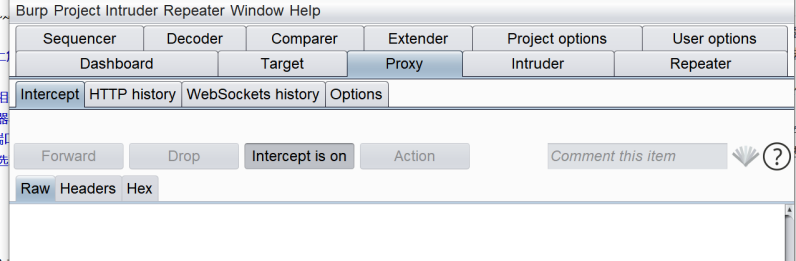 Burp Project Intruder Repeater Window Help
Sequencer Decoder Comparer Extender Project options User options
Dashboard Target Proxy Intruder Repeater
Intercept HTTP history WebSockets history Options
Forward Drop Intercept is on Action Comment this item ?
Raw Headers Hex